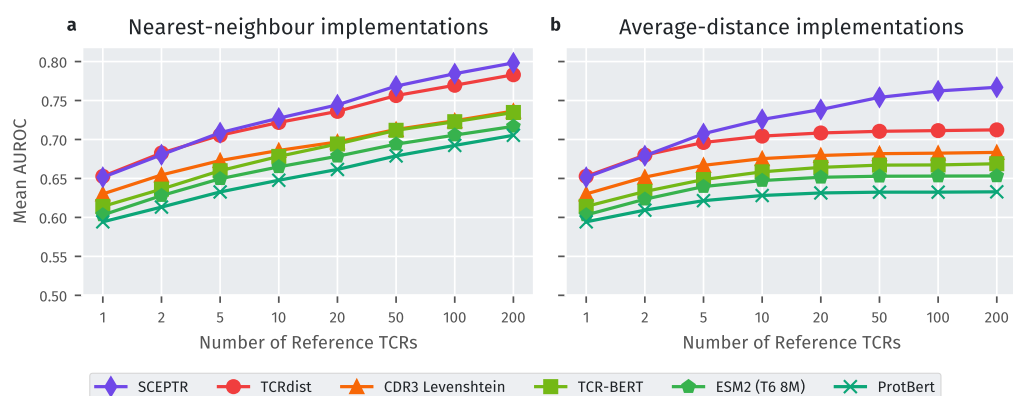 a Nearest-neighbour implementations
b Average-distance implementations
Mean AUROC
0.80
0.75
0.70
0.65
0.60
0.55
0.50
1 2 5 10 20 50 100 200
1 2 5 10 20 50 100 200
Number of Reference TCRs
Number of Reference TCRs
SCEPTR TCRdist CDR3 Levenshtein TCR-BERT ESM2 (T6 8M) ProtBert